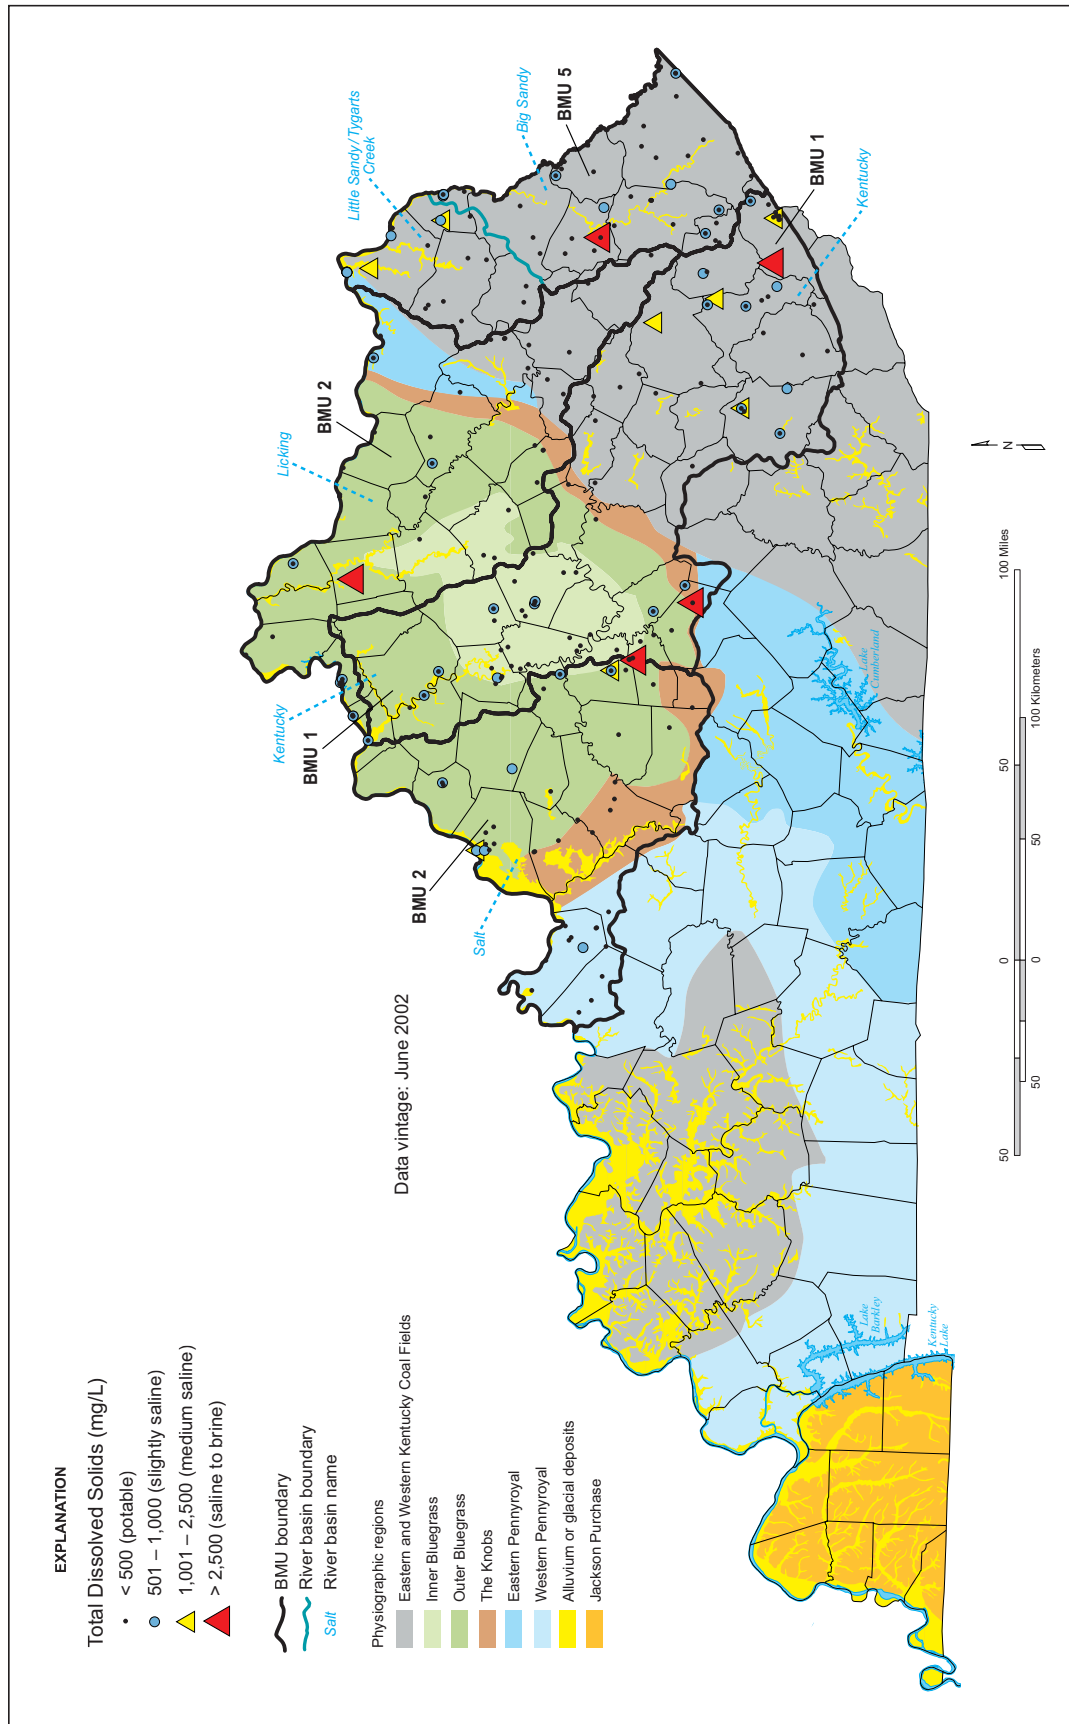 EXPLANATION
Total Dissolved Solids (mg/L)
< 500 (potable)
501 – 1,000 (slightly saline)
1,001 – 2,500 (medium saline)
> 2,500 (saline to brine)
BMU boundary
River basin boundary
Salt River basin name
Physiographic regions
Eastern and Western Kentucky Coal Fields
Inner Bluegrass
Outer Bluegrass
The Knobs
Eastern Pennyroyal
Western Pennyroyal
Alluvium or glacial deposits
Jackson Purchase
Data vintage: June 2002
Salt
BMU 2
BMU 1
Kentucky
Licking
BMU 2
Little Sandy/Tygarts
Creek
Big Sandy
BMU 5
BMU 1
Kentucky
Lake
Cumberland
Lake
Barkley
Kentucky
Lake
N
50 0 50 100 Miles
50 0 50 100 Kilometers